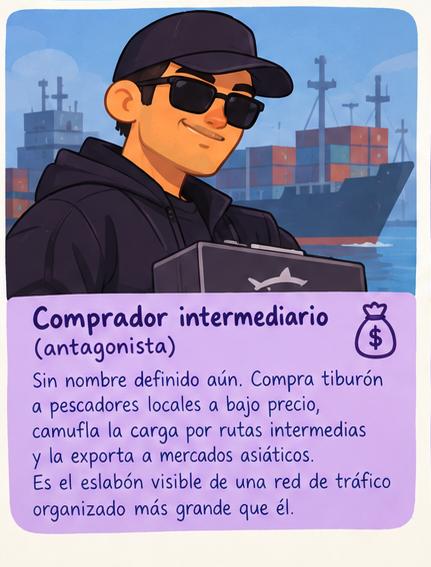 Comprador intermediario
(antagonista)
$
Sin nombre definido aún. Compra tiburón
a pescadores locales a bajo precio,
camufla la carga por rutas intermedias
y la exporta a mercados asiáticos.
Es el eslabón visible de una red de tráfico
organizado más grande que él.